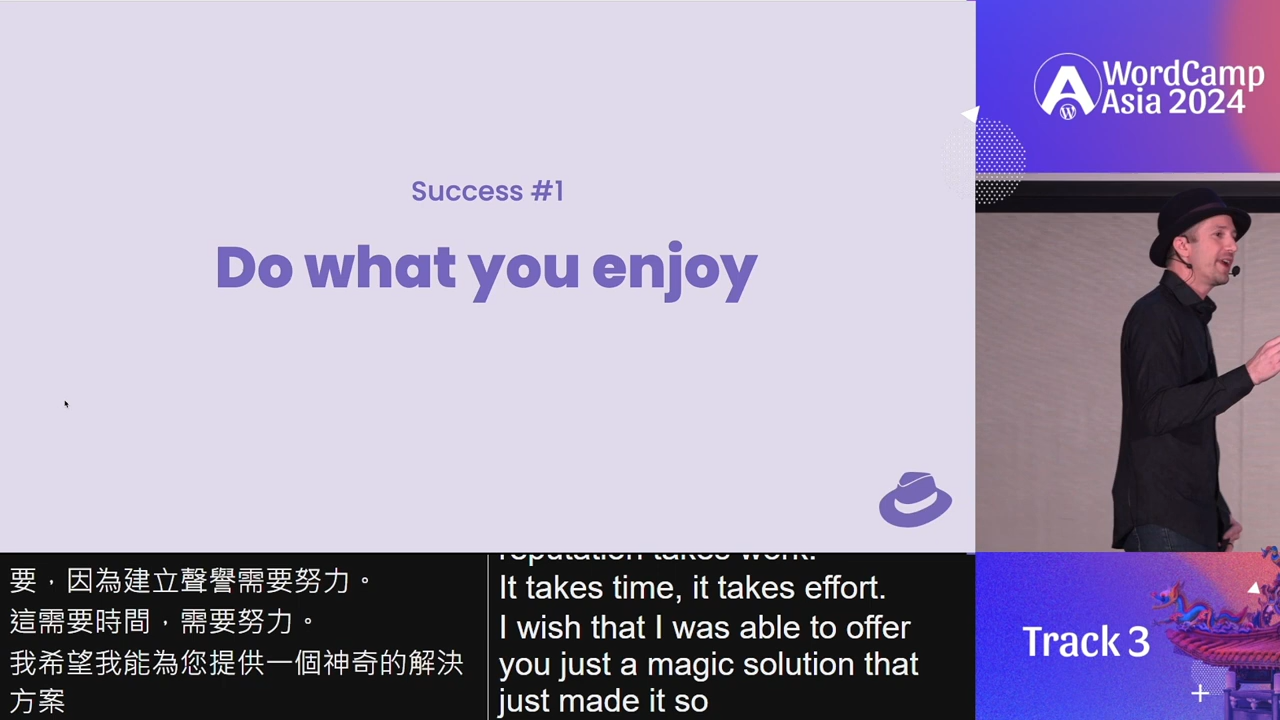 Success #1
Do what you enjoy
WordCamp
Asia 2024
要，因為建立聲譽需要努力。
這需要時間，需要努力。
我希望我能為您提供一個神奇的解決
方案
reputation takes work.
It takes time, it takes effort.
I wish that I was able to offer
you just a magic solution that
just made it so
Track 3